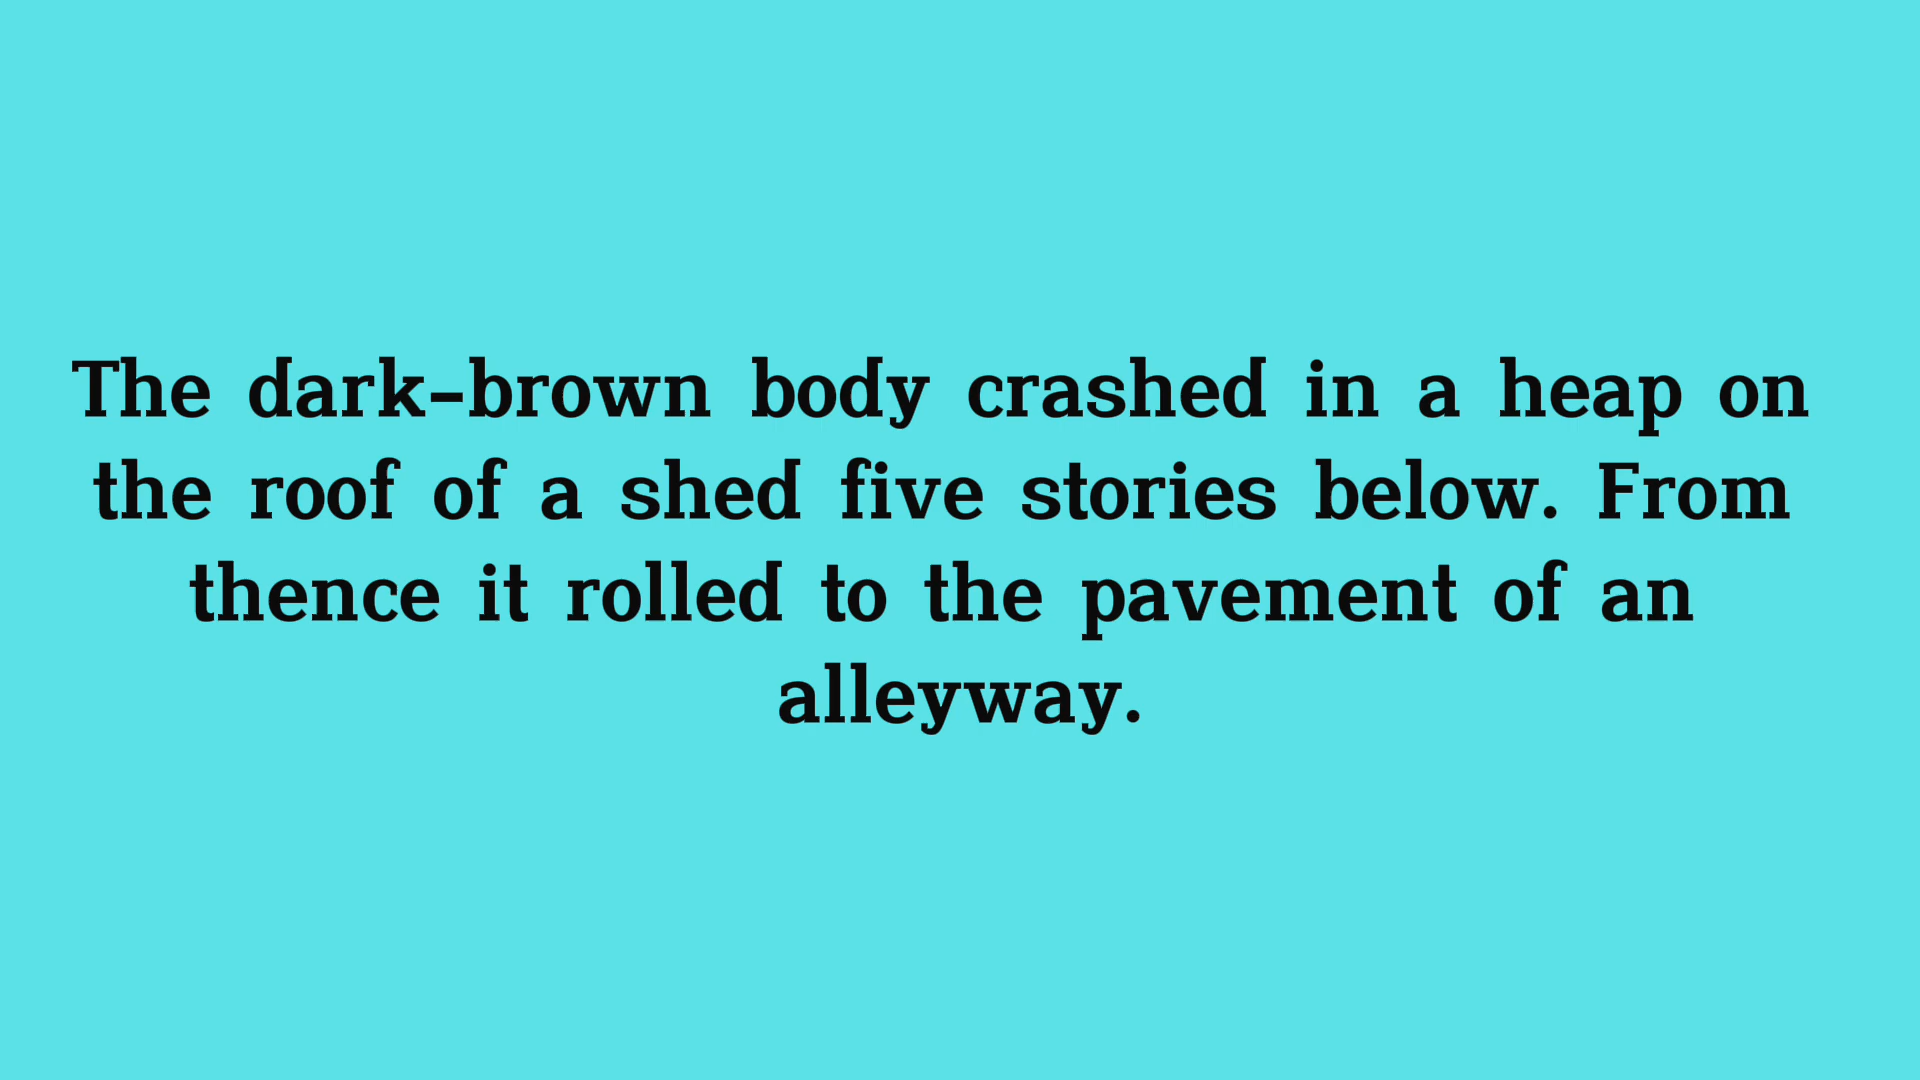 The dark-brown body crashed in a heap on
the roof of a shed five stories below. From
thence it rolled to the pavement of an
alleyway.